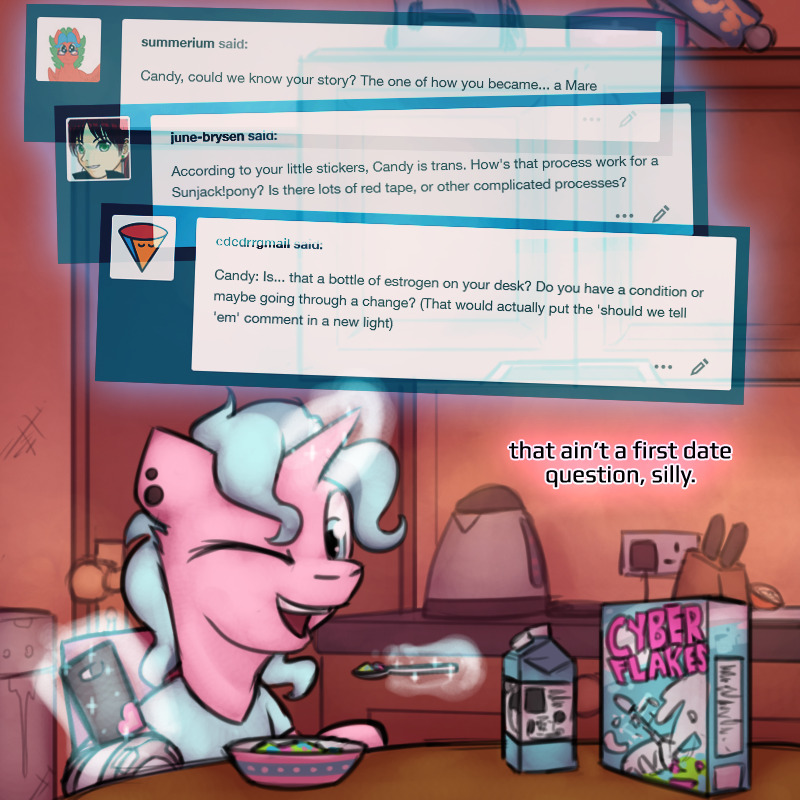 summerium said:
Candy, could we know your story? The one of how you became... a Mare
june-brysen said:
According to your little stickers, Candy is trans. How's that process work for a
Sunjack!pony? Is there lots of red tape, or other complicated processes?
cdcdrrgmail said:
Candy: Is... that a bottle of estrogen on your desk? Do you have a condition or
maybe going through a change? (That would actually put the 'should we tell
'em' comment in a new light)
that ain't a first date
question, silly.
CYBER
FLAKES